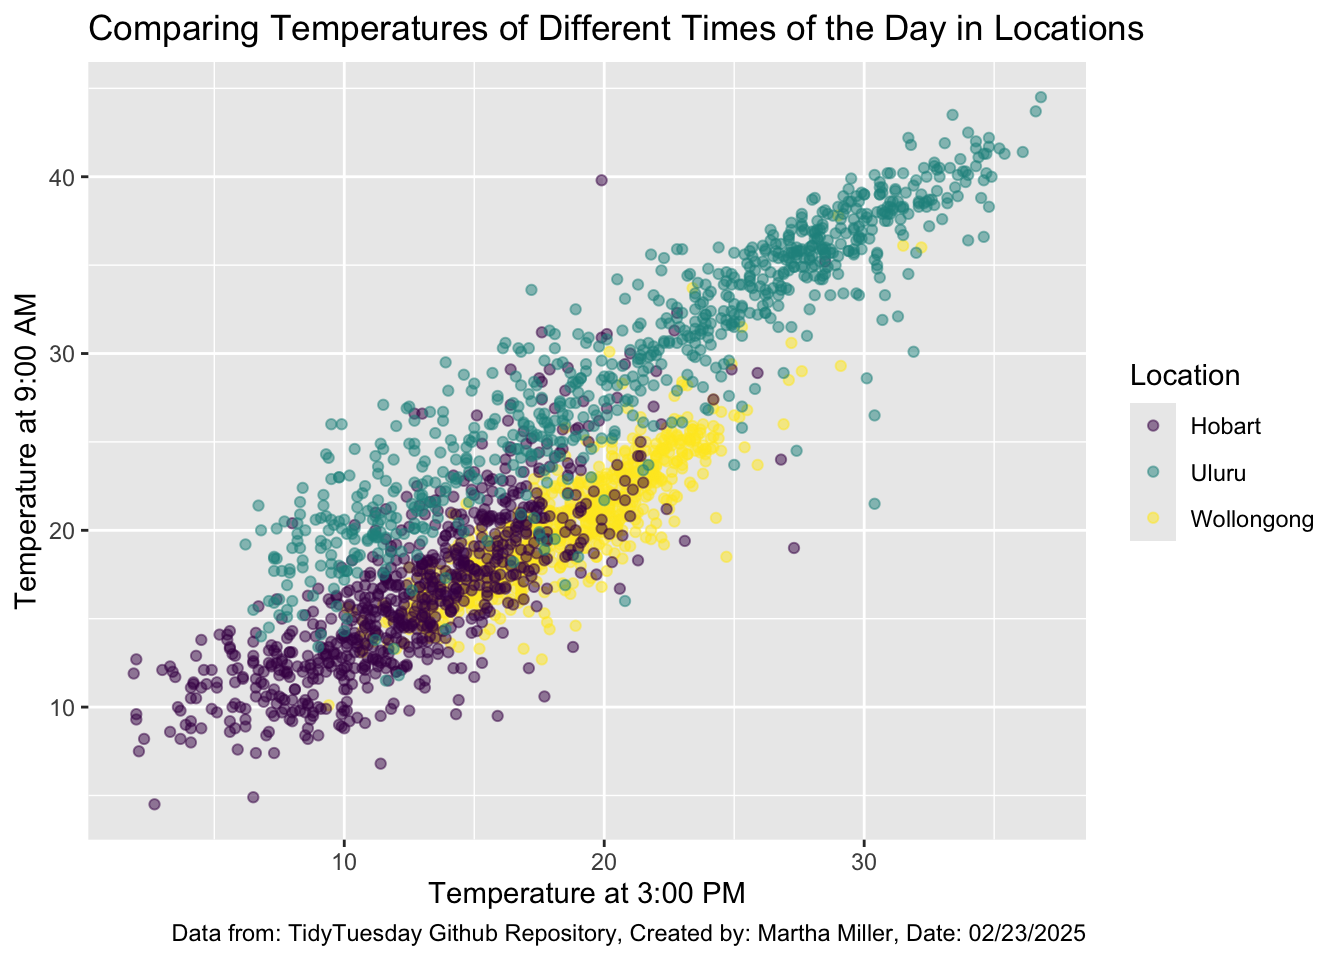 Comparing Temperatures of Different Times of the Day in Locations
Temperature at 9:00 AM
40
30
20
10
10 20 30
Temperature at 3:00 PM
Location
Hobart
Uluru
Wollongong
Data from: TidyTuesday Github Repository, Created by: Martha Miller, Date: 02/23/2025